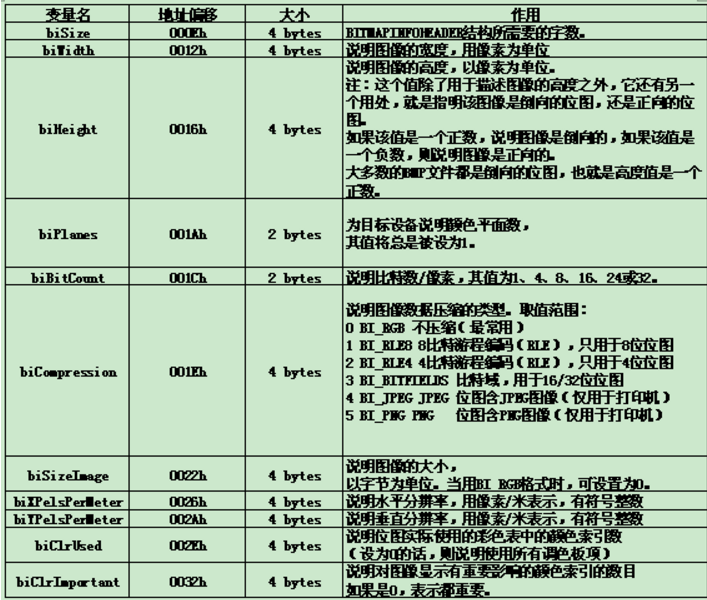 变量名 地址偏移 大小 作用
biSize 000Eh 4 bytes BITMAPINFOHEADER结构所需要的字数。
biWidth 0012h 4 bytes 说明图像的宽度，用像素为单位
biHeight 0016h 4 bytes 说明图像的高度，以像素为单位。
注：这个值除了用于描述图像的高度之外，它还有另一
个用处，就是指明该图像是倒向的位图，还是正向的位
图。
如果该值是一个正数，说明图像是倒向的，如果该值是
一个负数，则说明图像是正向的。
大多数的BMP文件都是倒向的位图，也就是高度值是一个
正数。
biPlanes 001Ah 2 bytes 为目标设备说明颜色平面数，
其值将总是被设为1。
biBitCount 001Ch 2 bytes 说明比特数/像素，其值为1、4、8、16、24或32。
biCompression 001Eh 4 bytes 说明图像数据压缩的类型。取值范围：
0 BI_RGB 不压缩（最常用）
1 BI_RLE8 8比特游程编码（RLE），只用于8位位图
2 BI_RLE4 4比特游程编码（RLE），只用于4位位图
3 BI_BITFIELDS 比特域，用于16/32位位图
4 BI_JPEG JPEG 位图含JPEG图像（仅用于打印机）
5 BI_PNG PNG 位图含PNG图像（仅用于打印机）
biSizeImage 0022h 4 bytes 说明图像的大小，
以字节为单位。当用BI_RGB格式时，可设置为0。
biXPelsPerMeter 0026h 4 bytes 说明水平分辨率，用像素/米表示，有符号整数
biYPelsPerMeter 002Ah 4 bytes 说明垂直分辨率，用像素/米表示，有符号整数
biClrUsed 002Eh 4 bytes 说明位图实际使用的彩色表中的颜色索引数
（设为0的话，则说明使用所有调色板项）
biClrImportant 0032h 4 bytes 说明对图像显示有重要影响的颜色索引的数目
如果是0，表示都重要。